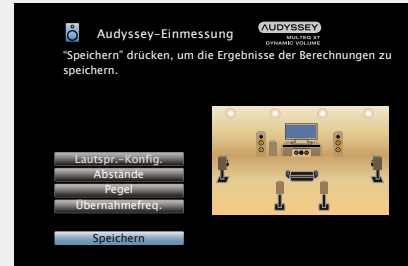 Audyssey-Einmessung
AUDYSSEY
MULTEQ XT
DYNAMIC VOLUME
“Speichern” drücken, um die Ergebnisse der Berechnungen zu
speichern.
Lautspr.-Konfig.
Abstände
Pegel
Übernahmefreq.
Speichern